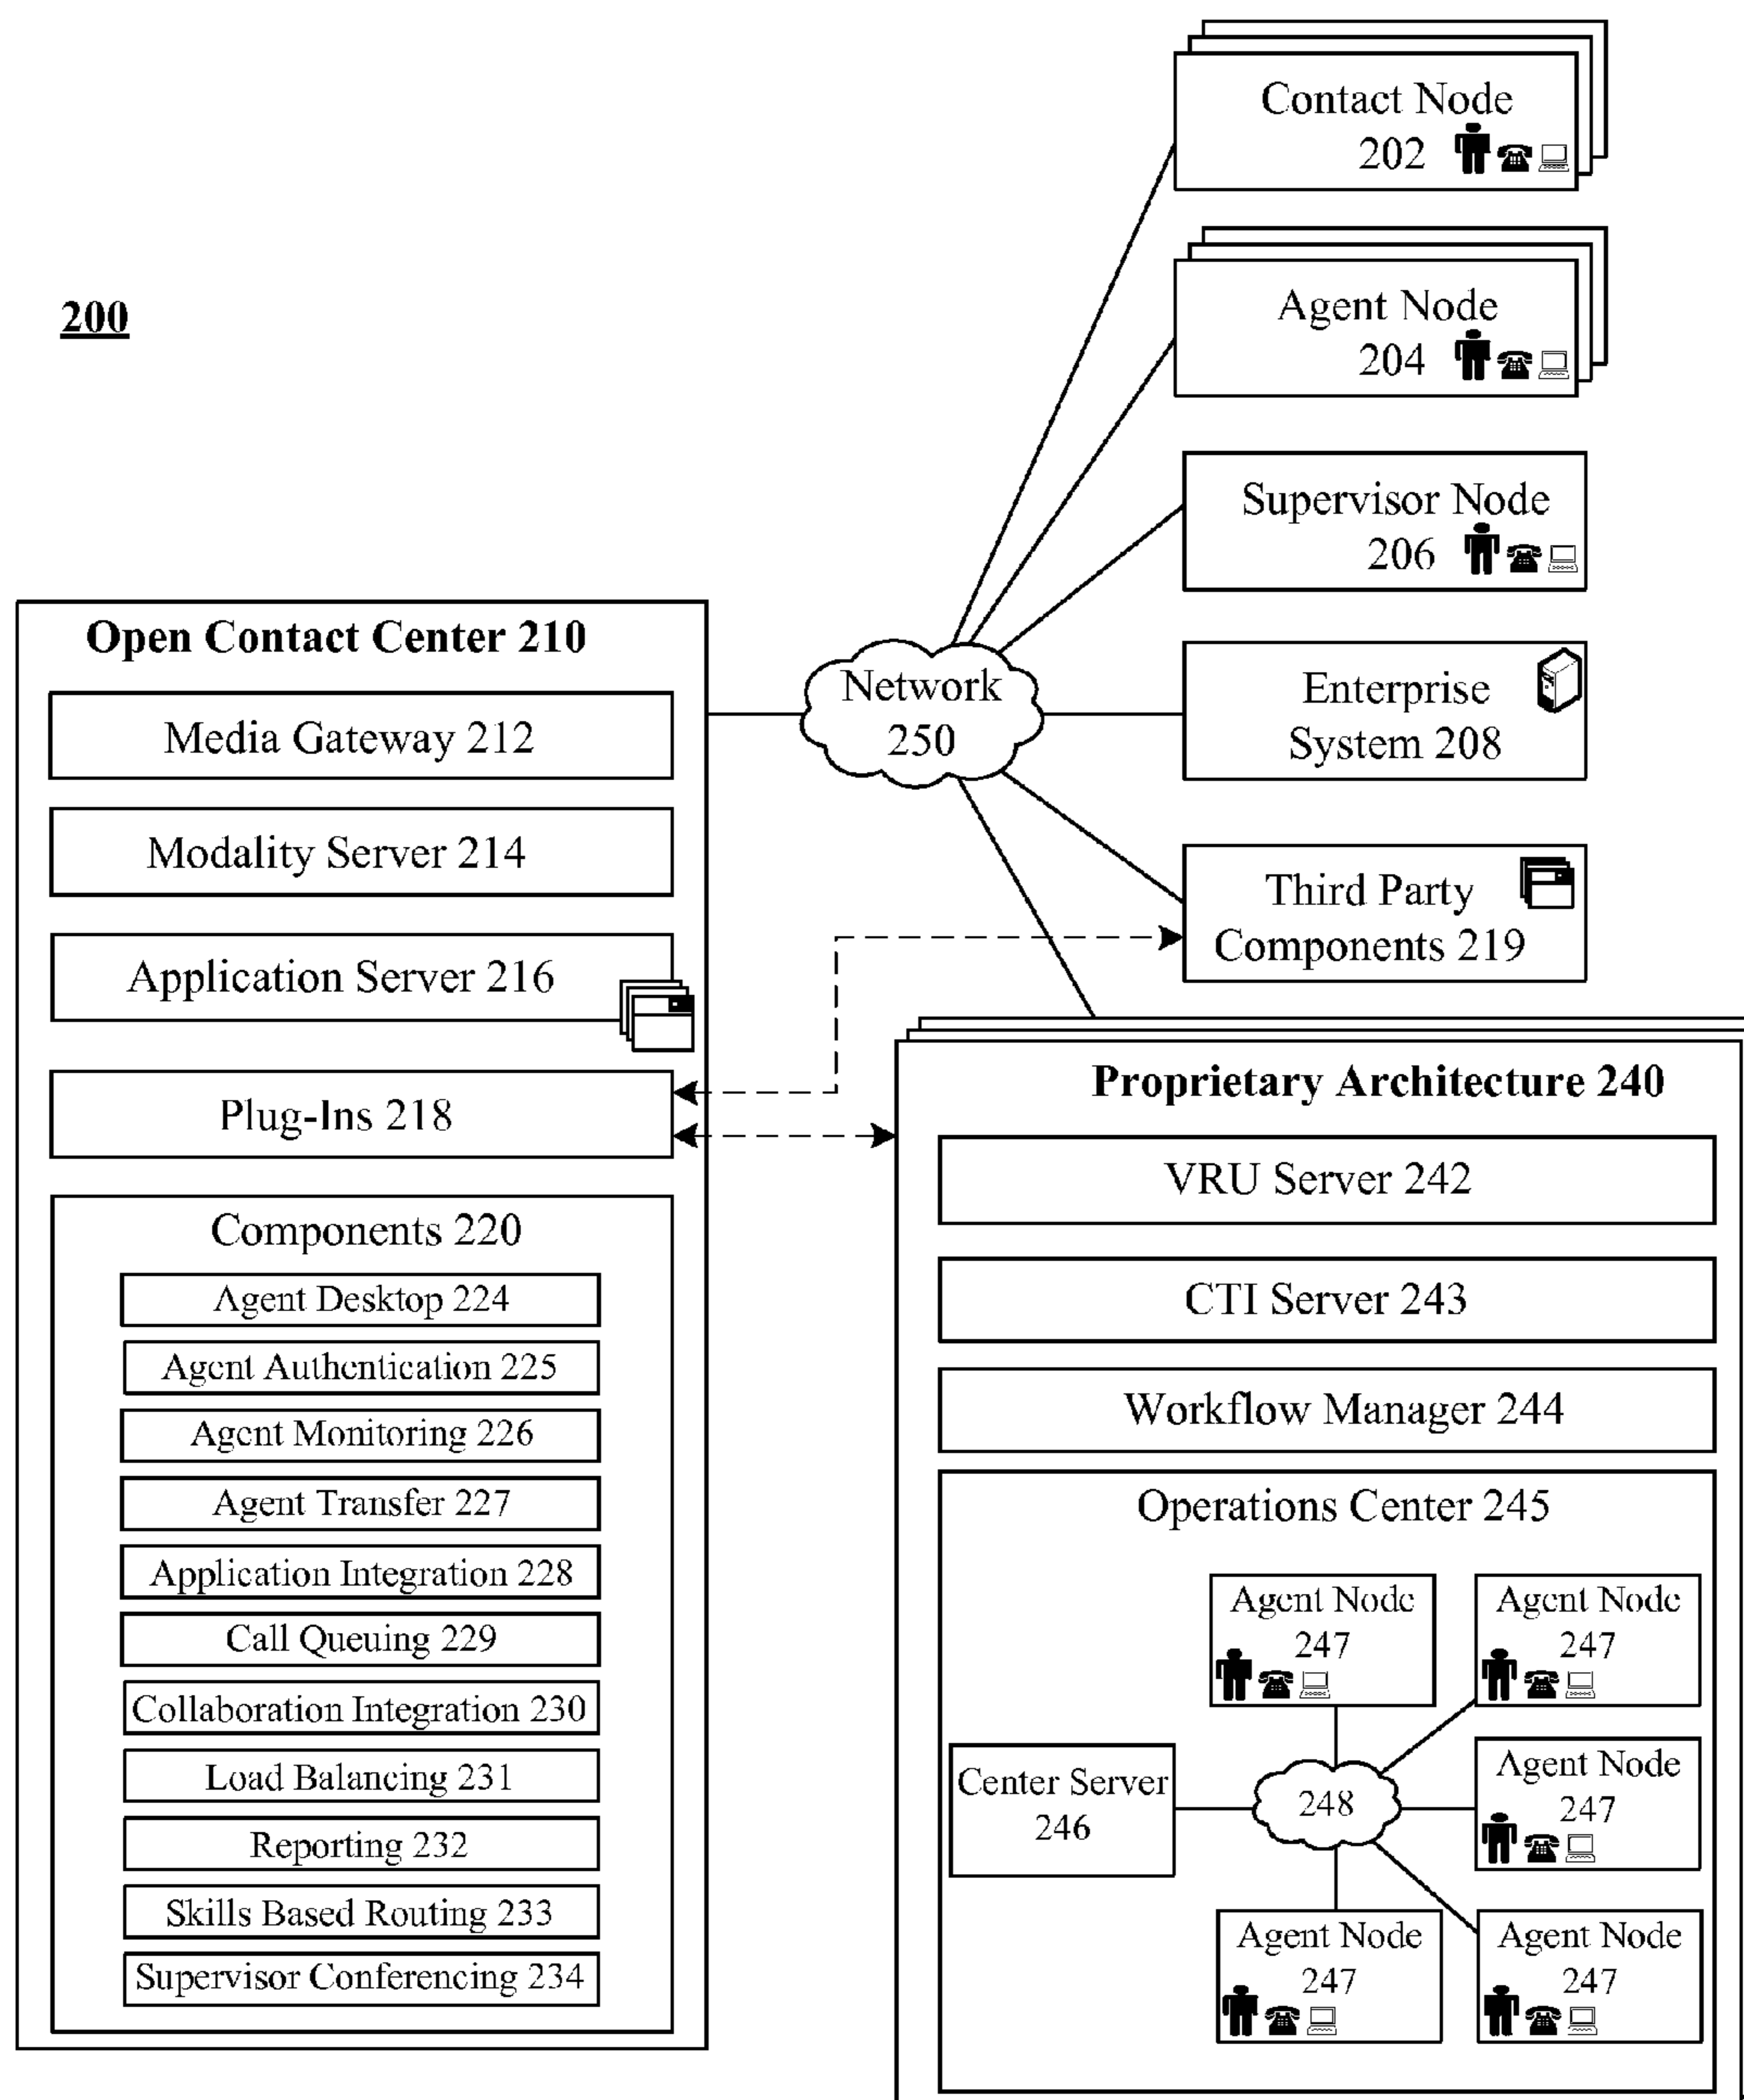 200
Contact Node
202
Agent Node
204
Supervisor Node
206
Enterprise
System 208
Third Party
Components 219
Network
250
Open Contact Center 210
Media Gateway 212
Modality Server 214
Application Server 216
Plug-Ins 218
Components 220
Agent Desktop 224
Agent Authentication 225
Agent Monitoring 226
Agent Transfer 227
Application Integration 228
Call Queuing 229
Collaboration Integration 230
Load Balancing 231
Reporting 232
Skills Based Routing 233
Supervisor Conferencing 234
Proprietary Architecture 240
VRU Server 242
CTI Server 243
Workflow Manager 244
Operations Center 245
Agent Node
247
Agent Node
247
Center Server
246
248
Agent Node
247
Agent Node
247
Agent Node
247